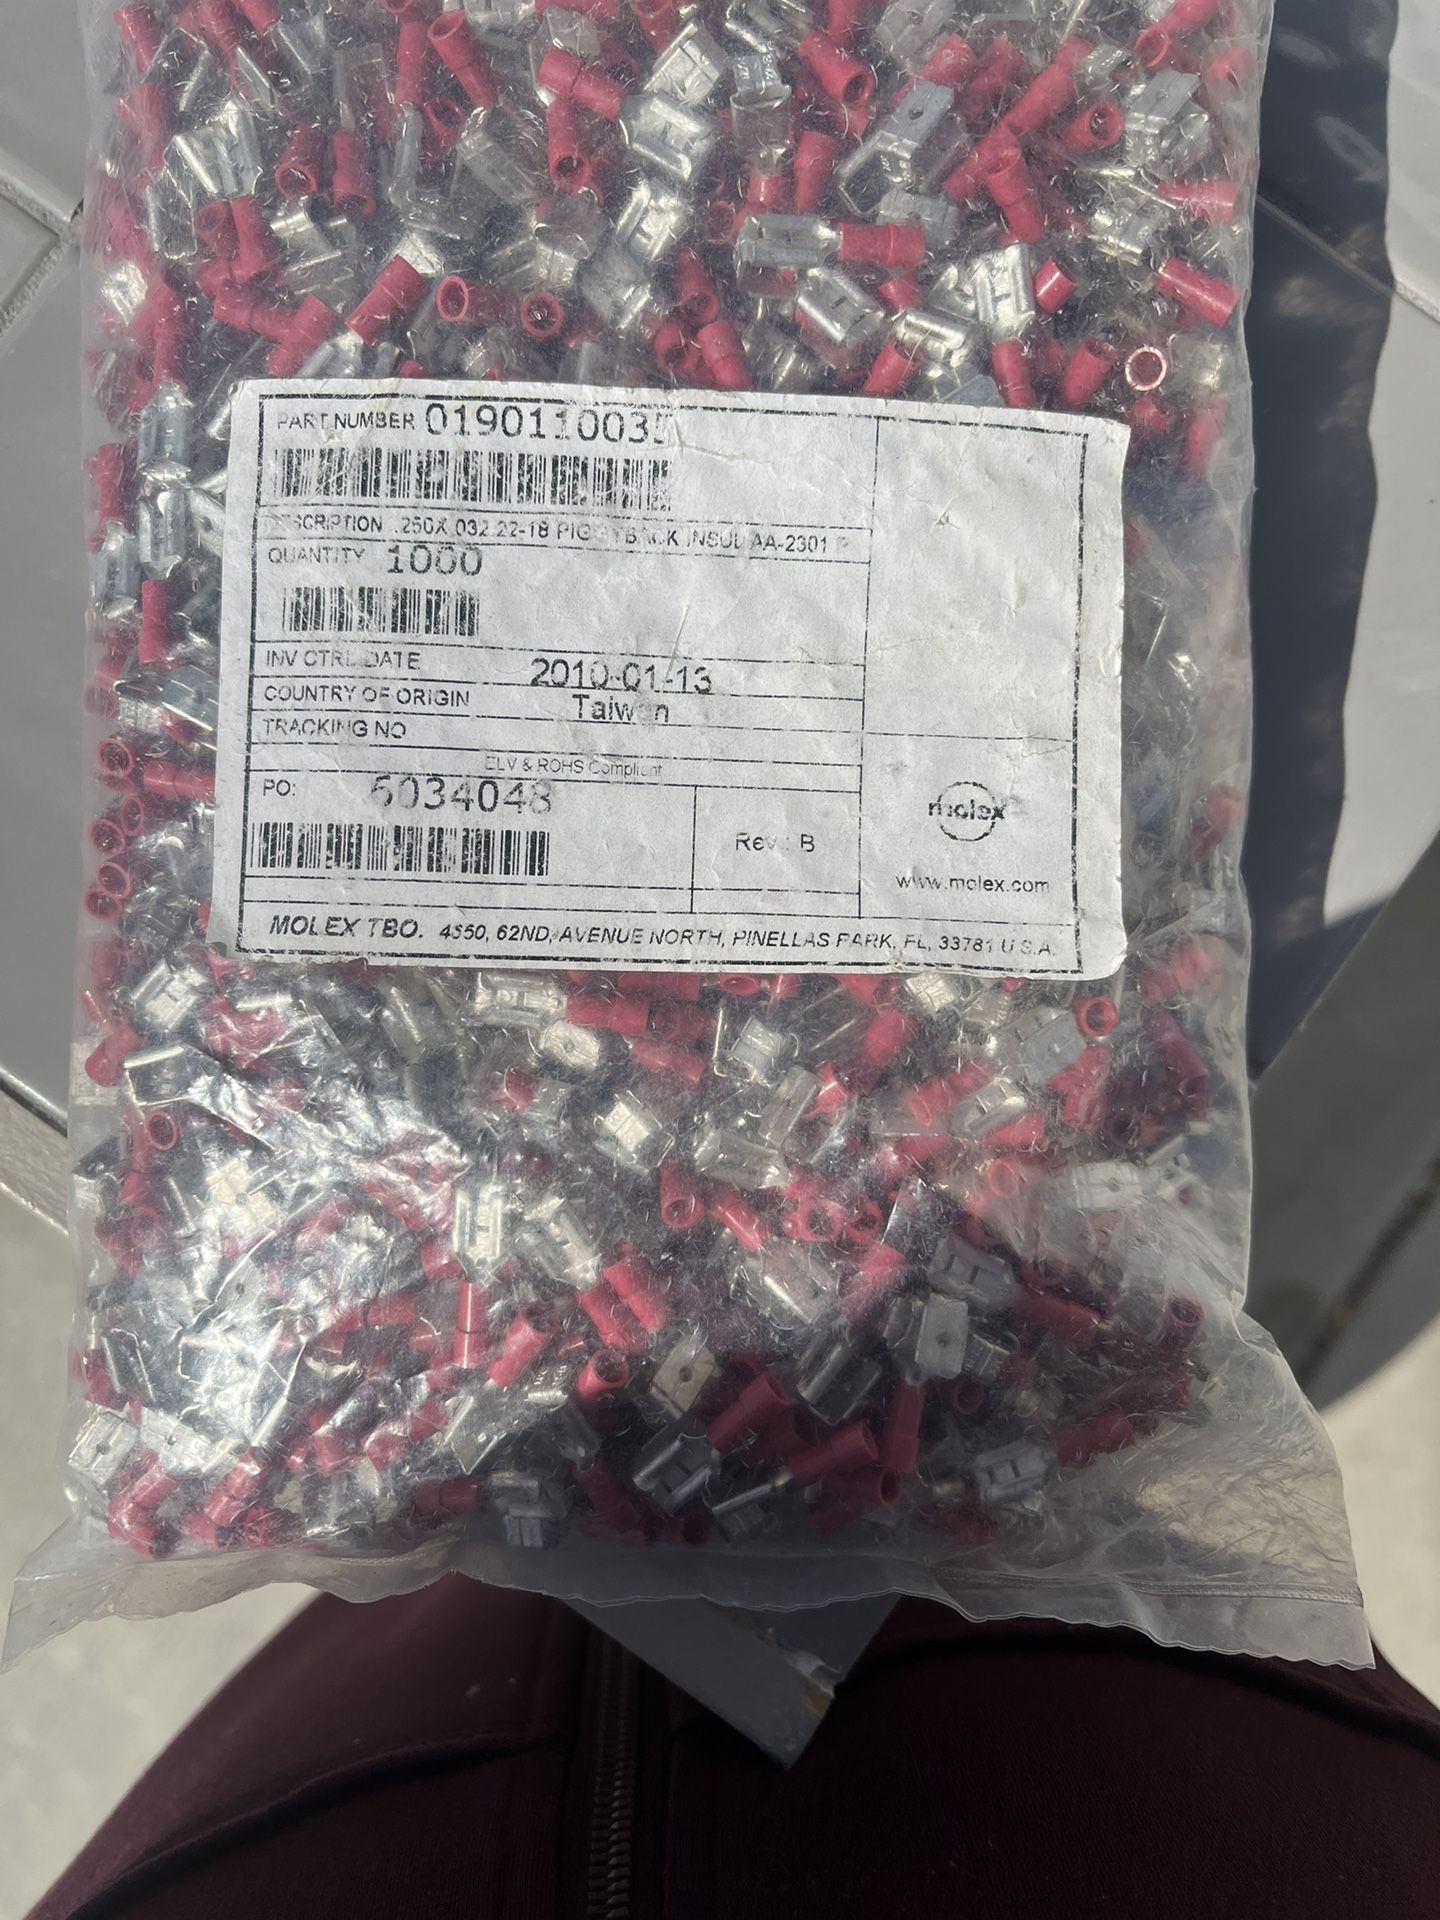 PART NUMBER 0190110035
DESCRIPTION .250X.032 22-18 PIGGYBACK INSUL AA-2301 P
QUANTITY 1000
INV CTRL DATE 2010-01-13
COUNTRY OF ORIGIN Taiwan
TRACKING NO
ELV & ROHS Compliant
PO: 6034048
Rev : B
molex
www.molex.com
MOLEX TBO. 4650, 62ND, AVENUE NORTH, PINELLAS PARK, FL, 33781 U.S.A.